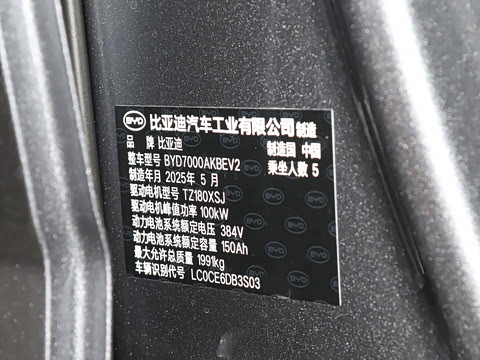 BYD 比亚迪汽车工业有限公司 制造
品 牌 比亚迪 制造国 中国
整车型号 BYD7000AKBEV2 乘坐人数 5
制造年月 2025年 5 月
驱动电机型号 TZ180XSJ
驱动电机峰值功率 100kW
动力电池系统额定电压 384V
动力电池系统额定容量 150Ah
最大允许总质量 1991kg
车辆识别代号 LC0CE6DB3S03